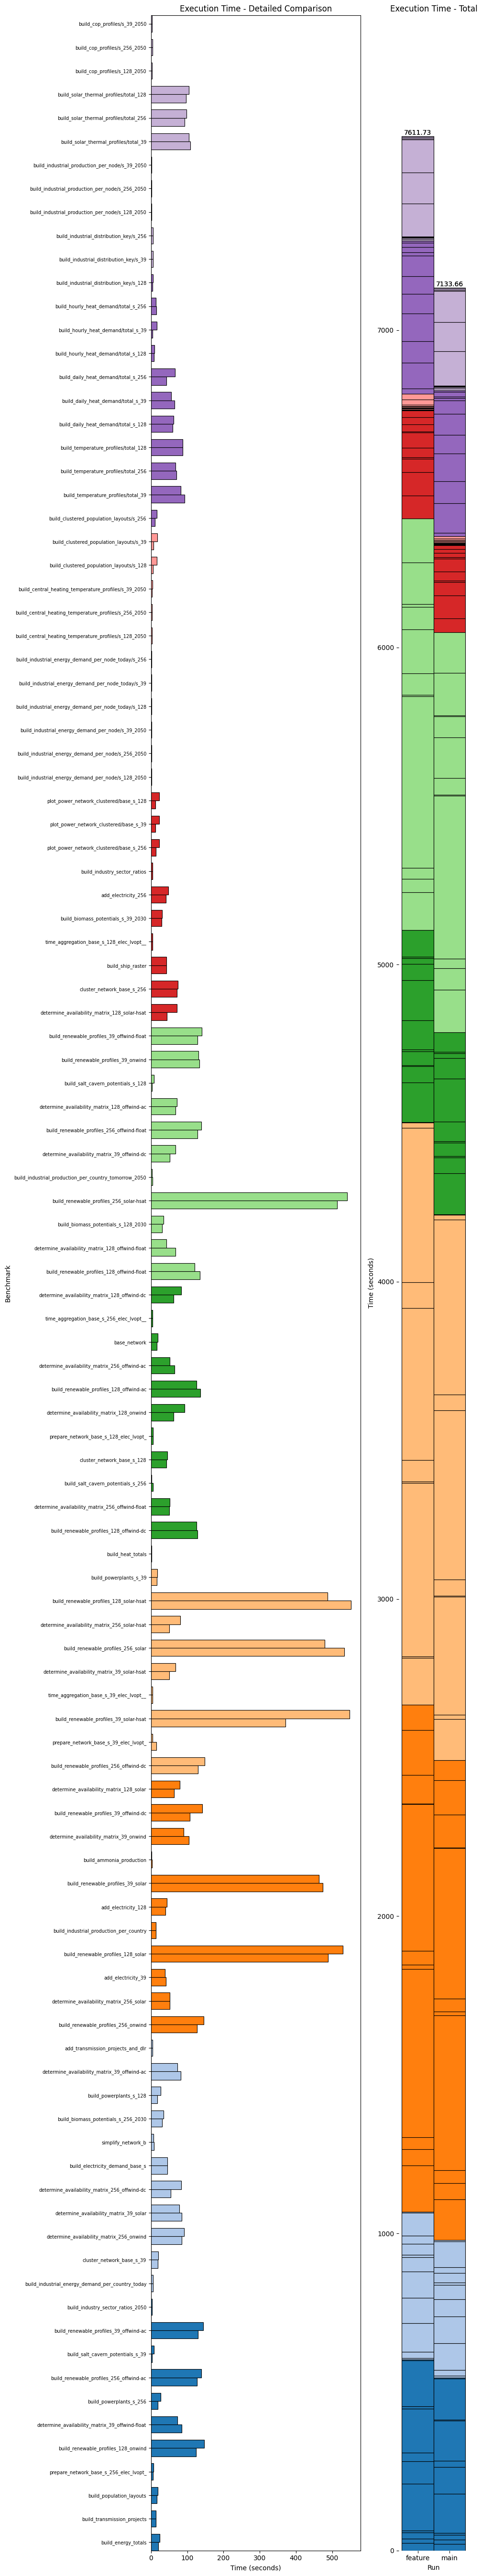 Execution Time - Detailed Comparison
Execution Time - Total
build_cop_profiles/s_39_2050
build_cop_profiles/s_256_2050
build_cop_profiles/s_128_2050
build_solar_thermal_profiles/total_128
build_solar_thermal_profiles/total_256
build_solar_thermal_profiles/total_39
build_industrial_production_per_node/s_39_2050
build_industrial_production_per_node/s_256_2050
build_industrial_production_per_node/s_128_2050
build_industrial_distribution_key/s_256
build_industrial_distribution_key/s_39
build_industrial_distribution_key/s_128
build_hourly_heat_demand/total_s_256
build_hourly_heat_demand/total_s_39
build_hourly_heat_demand/total_s_128
build_daily_heat_demand/total_s_256
build_daily_heat_demand/total_s_39
build_daily_heat_demand/total_s_128
build_temperature_profiles/total_128
build_temperature_profiles/total_256
build_temperature_profiles/total_39
build_clustered_population_layouts/s_256
build_clustered_population_layouts/s_39
build_clustered_population_layouts/s_128
build_central_heating_temperature_profiles/s_39_2050
build_central_heating_temperature_profiles/s_256_2050
build_central_heating_temperature_profiles/s_128_2050
build_industrial_energy_demand_per_node_today/s_256
build_industrial_energy_demand_per_node_today/s_39
build_industrial_energy_demand_per_node_today/s_128
build_industrial_energy_demand_per_node/s_39_2050
build_industrial_energy_demand_per_node/s_256_2050
build_industrial_energy_demand_per_node/s_128_2050
plot_power_network_clustered/base_s_128
plot_power_network_clustered/base_s_39
plot_power_network_clustered/base_s_256
build_industry_sector_ratios
add_electricity_256
build_biomass_potentials_s_39_2030
time_aggregation_base_s_128_elec_lvopt__
build_ship_raster
cluster_network_base_s_256
determine_availability_matrix_128_solar-hsat
build_renewable_profiles_39_offwind-float
build_renewable_profiles_39_onwind
build_salt_cavern_potentials_s_128
determine_availability_matrix_128_offwind-ac
build_renewable_profiles_256_offwind-float
determine_availability_matrix_39_offwind-dc
build_industrial_production_per_country_tomorrow_2050
build_renewable_profiles_256_solar-hsat
build_biomass_potentials_s_128_2030
determine_availability_matrix_128_offwind-float
build_renewable_profiles_128_offwind-float
determine_availability_matrix_128_offwind-dc
time_aggregation_base_s_256_elec_lvopt__
base_network
determine_availability_matrix_256_offwind-ac
build_renewable_profiles_128_offwind-ac
determine_availability_matrix_128_onwind
prepare_network_base_s_128_elec_lvopt_
cluster_network_base_s_128
build_salt_cavern_potentials_s_256
determine_availability_matrix_256_offwind-float
build_renewable_profiles_128_offwind-dc
build_heat_totals
build_powerplants_s_39
build_renewable_profiles_128_solar-hsat
determine_availability_matrix_256_solar-hsat
build_renewable_profiles_256_solar
determine_availability_matrix_39_solar-hsat
time_aggregation_base_s_39_elec_lvopt__
build_renewable_profiles_39_solar-hsat
prepare_network_base_s_39_elec_lvopt_
build_renewable_profiles_256_offwind-dc
determine_availability_matrix_128_solar
build_renewable_profiles_39_offwind-dc
determine_availability_matrix_39_onwind
build_ammonia_production
build_renewable_profiles_39_solar
add_electricity_128
build_industrial_production_per_country
build_renewable_profiles_128_solar
add_electricity_39
determine_availability_matrix_256_solar
build_renewable_profiles_256_onwind
add_transmission_projects_and_dlr
determine_availability_matrix_39_offwind-ac
build_powerplants_s_128
build_biomass_potentials_s_256_2030
simplify_network_b
build_electricity_demand_base_s
determine_availability_matrix_256_offwind-dc
determine_availability_matrix_39_solar
determine_availability_matrix_256_onwind
cluster_network_base_s_39
build_industrial_energy_demand_per_country_today
build_industry_sector_ratios_2050
build_renewable_profiles_39_offwind-ac
build_salt_cavern_potentials_s_39
build_renewable_profiles_256_offwind-ac
build_powerplants_s_256
determine_availability_matrix_39_offwind-float
build_renewable_profiles_128_onwind
prepare_network_base_s_256_elec_lvopt_
build_population_layouts
build_transmission_projects
build_energy_totals
Benchmark
0 100 200 300 400 500
Time (seconds)
7611.73
7133.66
7000
6000
5000
4000
3000
2000
1000
0
Time (seconds)
feature main
Run